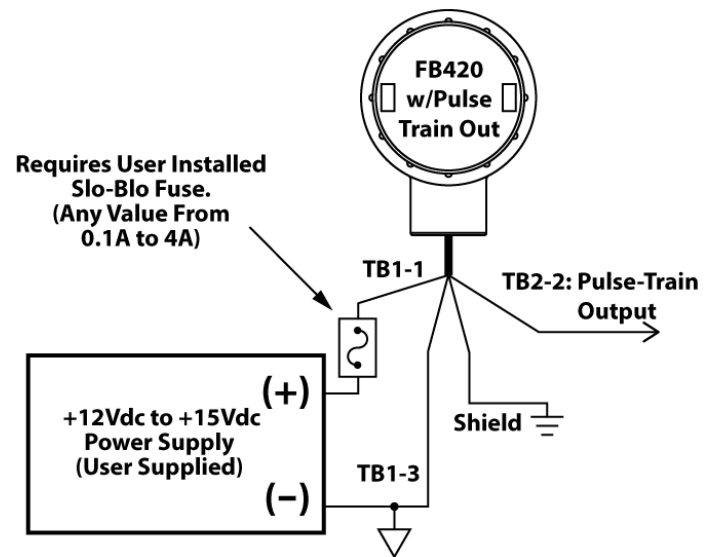 FB420
w/Pulse
Train Out
Requires User Installed
Slo-Blo Fuse.
(Any Value From
0.1A to 4A)
TB1-1
TB2-2: Pulse-Train
Output
(+)
+12Vdc to +15Vdc
Power Supply
(User Supplied)
(−)
Shield
TB1-3